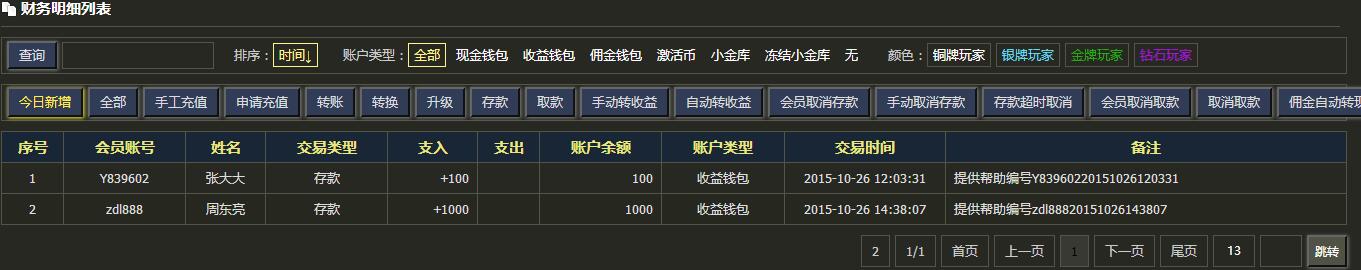 财务明细列表
查询 排序： 时间↓ 账户类型： 全部 现金钱包 收益钱包 佣金钱包 激活币 小金库 冻结小金库 无 颜色： 铜牌玩家 银牌玩家 金牌玩家 钻石玩家
今日新增 全部 手工充值 申请充值 转账 转换 升级 存款 取款 手动转收益 自动转收益 会员取消存款 手动取消存款 存款超时取消 会员取消取款 取消取款 佣金自动转现
序号 会员账号 姓名 交易类型 支入 支出 账户余额 账户类型 交易时间 备注
1 Y839602 张大大 存款 +100 100 收益钱包 2015-10-26 12:03:31 提供帮助编号Y83960220151026120331
2 zdl888 周东亮 存款 +1000 1000 收益钱包 2015-10-26 14:38:07 提供帮助编号zdl88820151026143807
2 1/1 首页 上一页 1 下一页 尾页 13 跳转